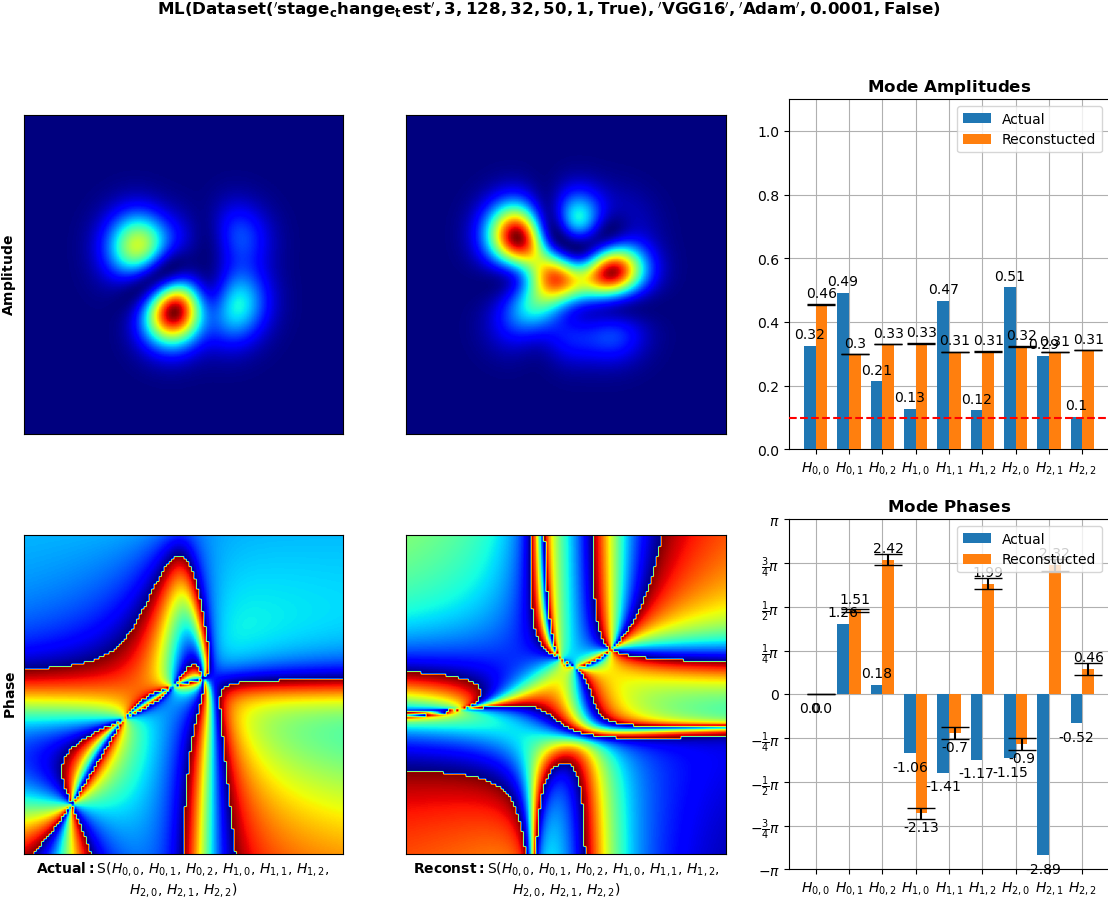 ML(Dataset('stage_change_test', 3, 128, 32, 50, 1, True), 'VGG16', 'Adam', 0.0001, False)
Amplitude
Mode Amplitudes
Actual
Reconstucted
1.0
0.8
0.6
0.4
0.2
0.0
0.32
0.46
0.49
0.3
0.21
0.33
0.13
0.33
0.47
0.31
0.12
0.31
0.51
0.32
0.29
0.31
0.1
0.31
H0,0 H0,1 H0,2 H1,0 H1,1 H1,2 H2,0 H2,1 H2,2
Phase
Mode Phases
Actual
Reconstucted
π
3/4π
1/2π
1/4π
0
−1/4π
−1/2π
−3/4π
−π
0.0
0.0
1.26
1.51
0.18
2.42
-1.06
-2.13
-1.41
-0.7
-1.17
1.99
-1.15
-0.9
-2.89
2.32
-0.52
0.46
H0,0 H0,1 H0,2 H1,0 H1,1 H1,2 H2,0 H2,1 H2,2
Actual: S(H0,0, H0,1, H0,2, H1,0, H1,1, H1,2,
H2,0, H2,1, H2,2)
Reconst: S(H0,0, H0,1, H0,2, H1,0, H1,1, H1,2,
H2,0, H2,1, H2,2)